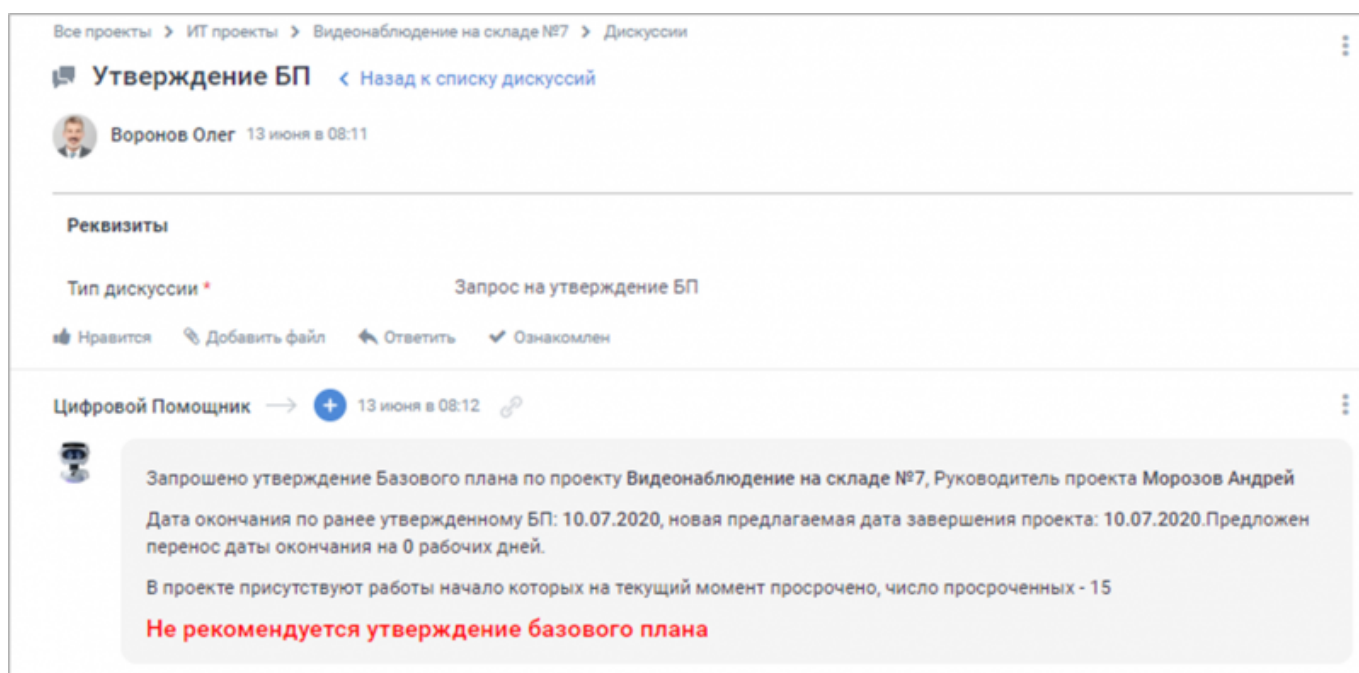 Все проекты > ИТ проекты > Видеонаблюдение на складе №7 > Дискуссии
Утверждение БП < Назад к списку дискуссий
Воронов Олег 13 июня в 08:11
Реквизиты
Тип дискуссии * Запрос на утверждение БП
Нравится Добавить файл Ответить Ознакомлен
Цифровой Помощник → + 13 июня в 08:12
Запрошено утверждение Базового плана по проекту Видеонаблюдение на складе №7, Руководитель проекта Морозов Андрей
Дата окончания по ранее утвержденному БП: 10.07.2020, новая предлагаемая дата завершения проекта: 10.07.2020.Предложен
перенос даты окончания на 0 рабочих дней.
В проекте присутствуют работы начало которых на текущий момент просрочено, число просроченных - 15
Не рекомендуется утверждение базового плана